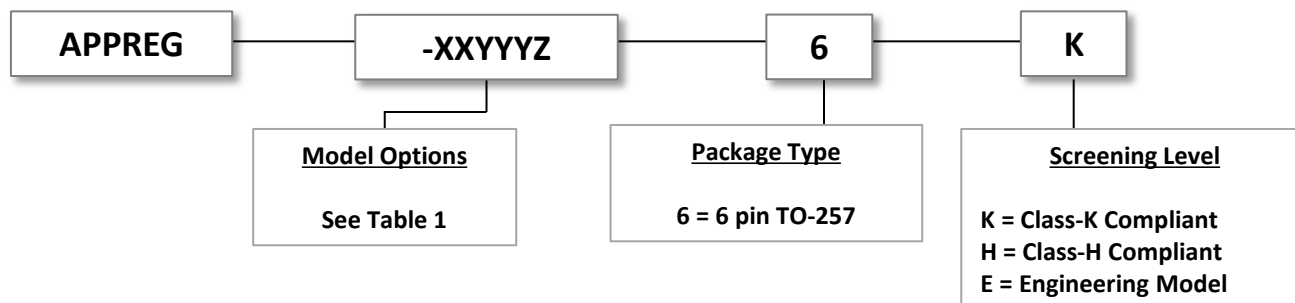 APPREG
-XXYYYZ
6
K
Model Options
See Table 1
Package Type
6 = 6 pin TO-257
Screening Level
K = Class-K Compliant
H = Class-H Compliant
E = Engineering Model